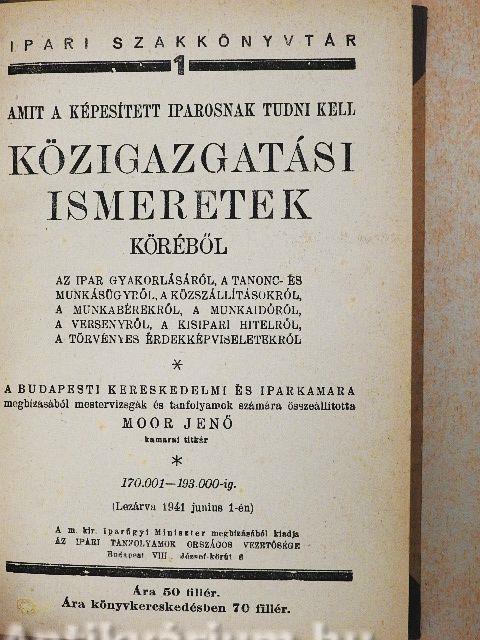 IPARI SZAKKÖNYVTÁR
1
AMIT A KÉPESÍTETT IPAROSNAK TUDNI KELL
KÖZIGAZGATÁSI
ISMERETEK
KÖRÉBŐL
AZ IPAR GYAKORLÁSÁRÓL, A TANONC- ÉS
MUNKÁSÜGYRŐL, A KÖZSZÁLLÍTÁSOKRÓL,
A MUNKABÉREKRŐL, A MUNKAIDŐRŐL,
A VERSENYRŐL, A KISIPARI HITELRŐL,
A TÖRVÉNYES ÉRDEKKÉPVISELETEKRŐL
*
A BUDAPESTI KERESKEDELMI ÉS IPARKAMARA
megbízásából mestervizsgák és tanfolyamok számára összeállította
MOOR JENŐ
kamarai titkár
*
170.001—193.000-ig.
(Lezárva 1941 junius 1-én)
A m. kir. Iparügyi Miniszter megbízásából kiadja
AZ IPARI TANFOLYAMOK ORSZÁGOS VEZETŐSÉGE
Budapest VIII József-körút 6
Ára 50 fillér.
Ára könyvkereskedésben 70 fillér.
Antikvárium.hu